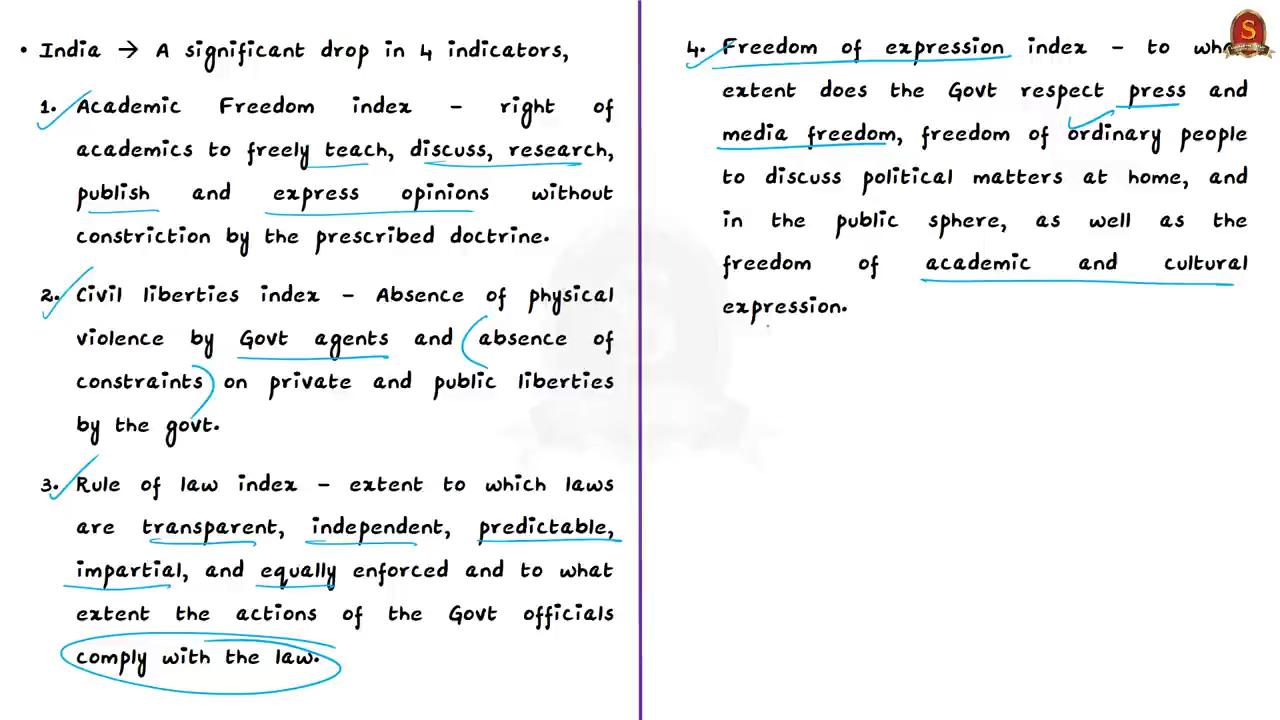 • India → A significant drop in 4 indicators,
1. Academic Freedom index - right of
academics to freely teach, discuss, research,
publish and express opinions without
constriction by the prescribed doctrine.
2. Civil liberties index - Absence of physical
violence by Govt agents and absence of
constraints on private and public liberties
by the govt.
3. Rule of law index - extent to which laws
are transparent, independent, predictable,
impartial, and equally enforced and to what
extent the actions of the Govt officials
comply with the law.
4. Freedom of expression index - to
extent does the Govt respect press and
media freedom, freedom of ordinary people
to discuss political matters at home, and
in the public sphere, as well as the
freedom of academic and cultural
expression.
S